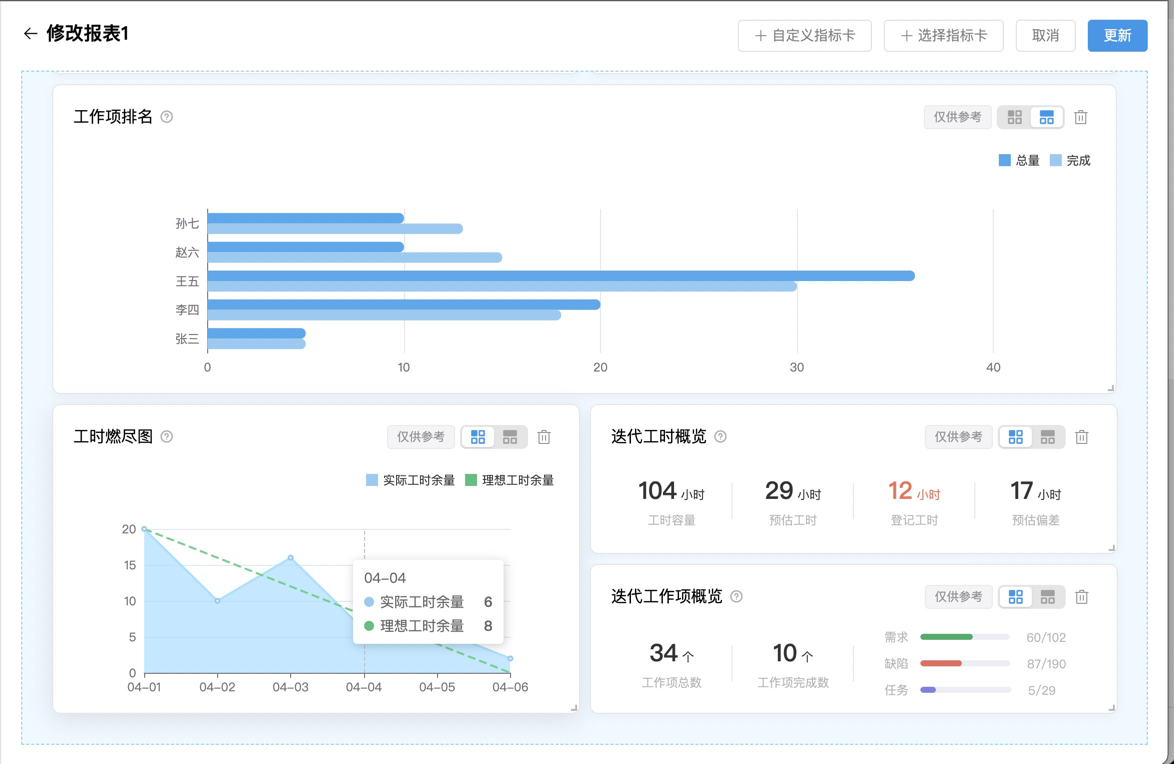 ← 修改报表1
+ 自定义指标卡
+ 选择指标卡
取消
更新
工作项排名
仅供参考
总量 完成
孙七
赵六
王五
李四
张三
0 10 20 30 40
工时燃尽图
仅供参考
实际工时余量 理想工时余量
20
15
10
5
0
04-01 04-02 04-03 04-04 04-05 04-06
04-04
实际工时余量 6
理想工时余量 8
迭代工时概览
仅供参考
104 小时 29 小时 12 小时 17 小时
工时容量 预估工时 登记工时 预估偏差
迭代工作项概览
仅供参考
34 个 10 个
工作项总数 工作项完成数
需求 60/102
缺陷 87/190
任务 5/29